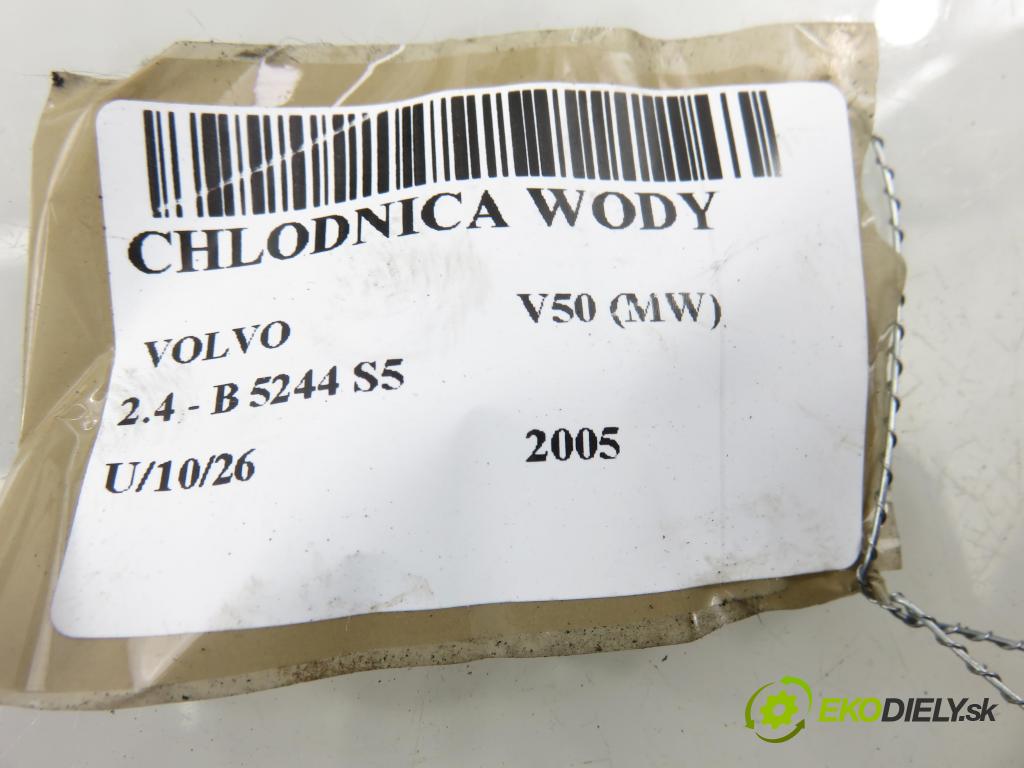 CHLODNICA WODY
VOLVO V50 (MW)
2.4 - B 5244 S5
U/10/26 2005
EKODIELY.sk